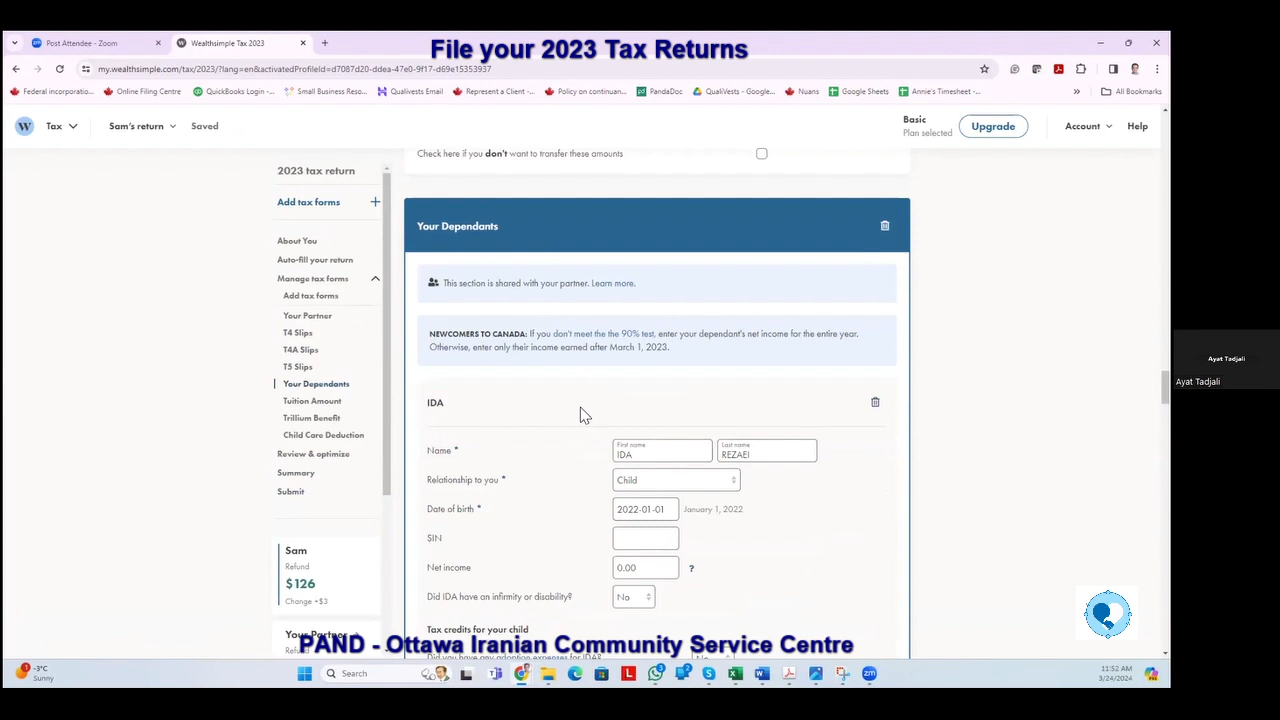 File your 2023 Tax Returns
Post Attendee - Zoom
Wealthsimple Tax 2023
my.wealthsimple.com/tax/2023/?lang=en&activatedProfileId=d7087d20-ddea-47e0-9f17-d69e15353937
Federal incorporatio... Online Filing Centre QuickBooks Login -... Small Business Reso... Qualivests Email Represent a Client -... Policy on continuan... PandaDoc QualiVests - Google... Nuans Google Sheets Annie's Timesheet -... » All Bookmarks
W Tax Sam's return Saved Basic Plan selected Upgrade Account Help
Check here if you don't want to transfer these amounts
2023 tax return
Add tax forms +
About You
Auto-fill your return
Manage tax forms
Add tax forms
Your Partner
T4 Slips
T4A Slips
T5 Slips
Your Dependants
Tuition Amount
Trillium Benefit
Child Care Deduction
Review & optimize
Summary
Submit
Sam
Refund
$126
Change +$3
Your Partner
Your Dependants
This section is shared with your partner. Learn more.
NEWCOMERS TO CANADA: If you don't meet the the 90% test, enter your dependant's net income for the entire year.
Otherwise, enter only their income earned after March 1, 2023.
IDA
Name * First name IDA Last name REZAEI
Relationship to you * Child
Date of birth * 2022-01-01 January 1, 2022
SIN
Net income 0.00 ?
Did IDA have an infirmity or disability? No
Tax credits for your child
PAND - Ottawa Iranian Community Service Centre
Ayat Tadjali
Ayat Tadjali
-3°C
Sunny
Search
11:52 AM
3/24/2024